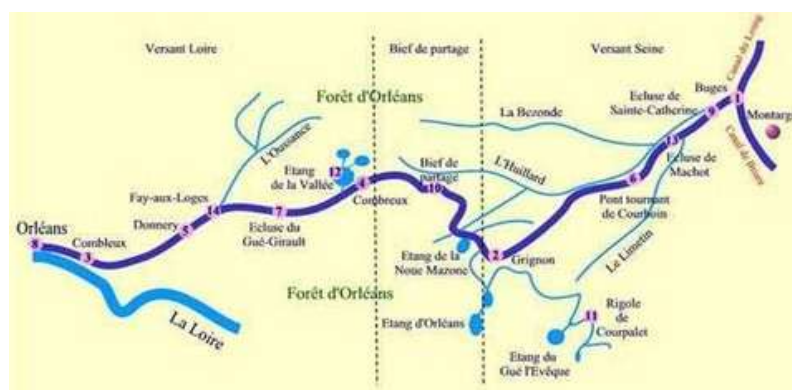 Versant Loire
Bief de partage
Versant Seine
Canal du Loing
Forêt d'Orléans
Buges
Ecluse de
Sainte-Catherine
La Bezonde
9
1
Montarg
L'Oussance
13
Ecluse de
Machot
Canal de Briare
Etang
de la Vallée
12
Bief de
partage
L'Huillard
4
10
6
Combreux
Pont tournant
de Courboin
Fay-aux-Loges
14
7
Ecluse du
Gué-Girault
Donnery
5
Orléans
8
Combleux
3
Le Limetin
Etang de la
Noue Mazone
2
Grignon
Forêt d'Orléans
La Loire
Etang d'Orléans
11
Rigole
de
Courpalet
Etang du
Gué l'Evêque